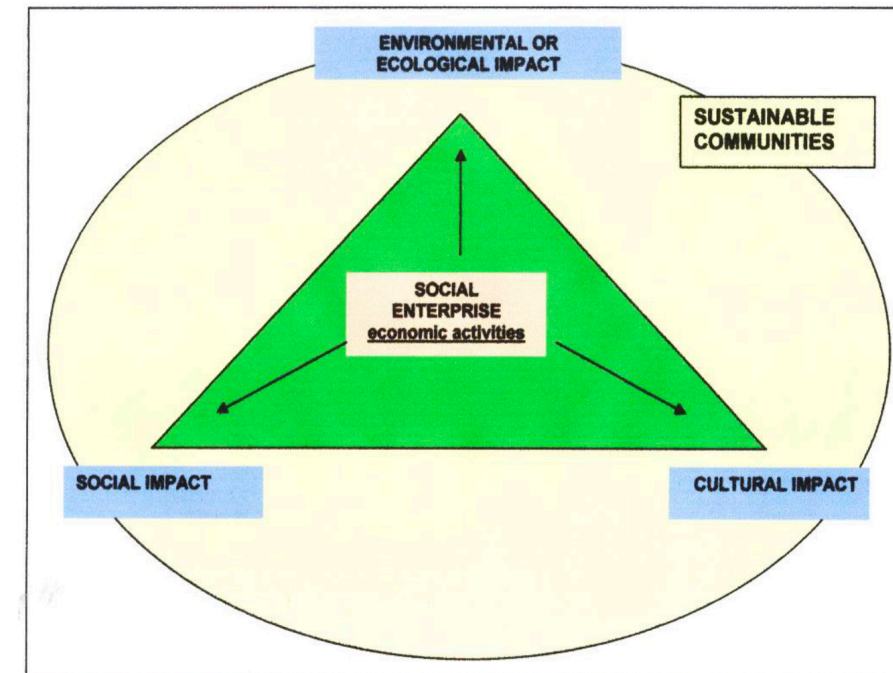 ENVIRONMENTAL OR
ECOLOGICAL IMPACT
SUSTAINABLE
COMMUNITIES
SOCIAL
ENTERPRISE
economic activities
SOCIAL IMPACT
CULTURAL IMPACT